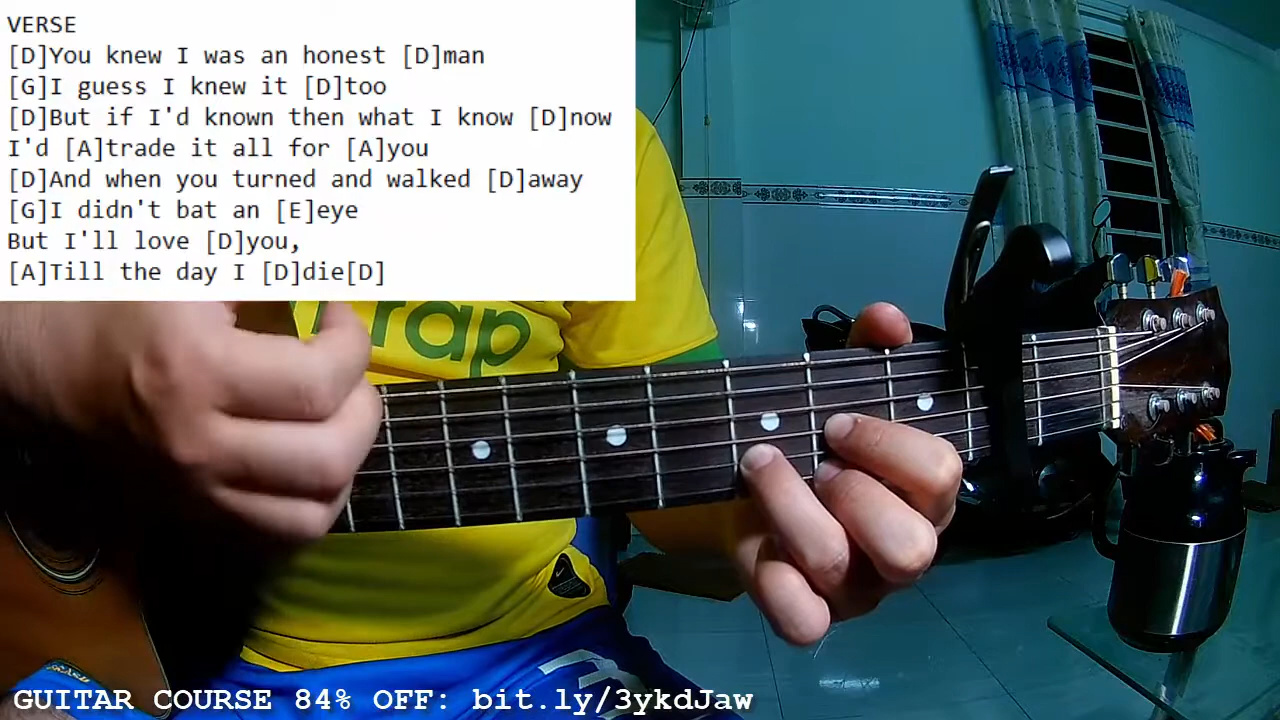 VERSE
[D]You knew I was an honest [D]man
[G]I guess I knew it [D]too
[D]But if I'd known then what I know [D]now
I'd [A]trade it all for [A]you
[D]And when you turned and walked [D]away
[G]I didn't bat an [E]eye
But I'll love [D]you,
[A]Till the day I [D]die[D]
rap
GUITAR COURSE 84% OFF: bit.ly/3ykdJaw